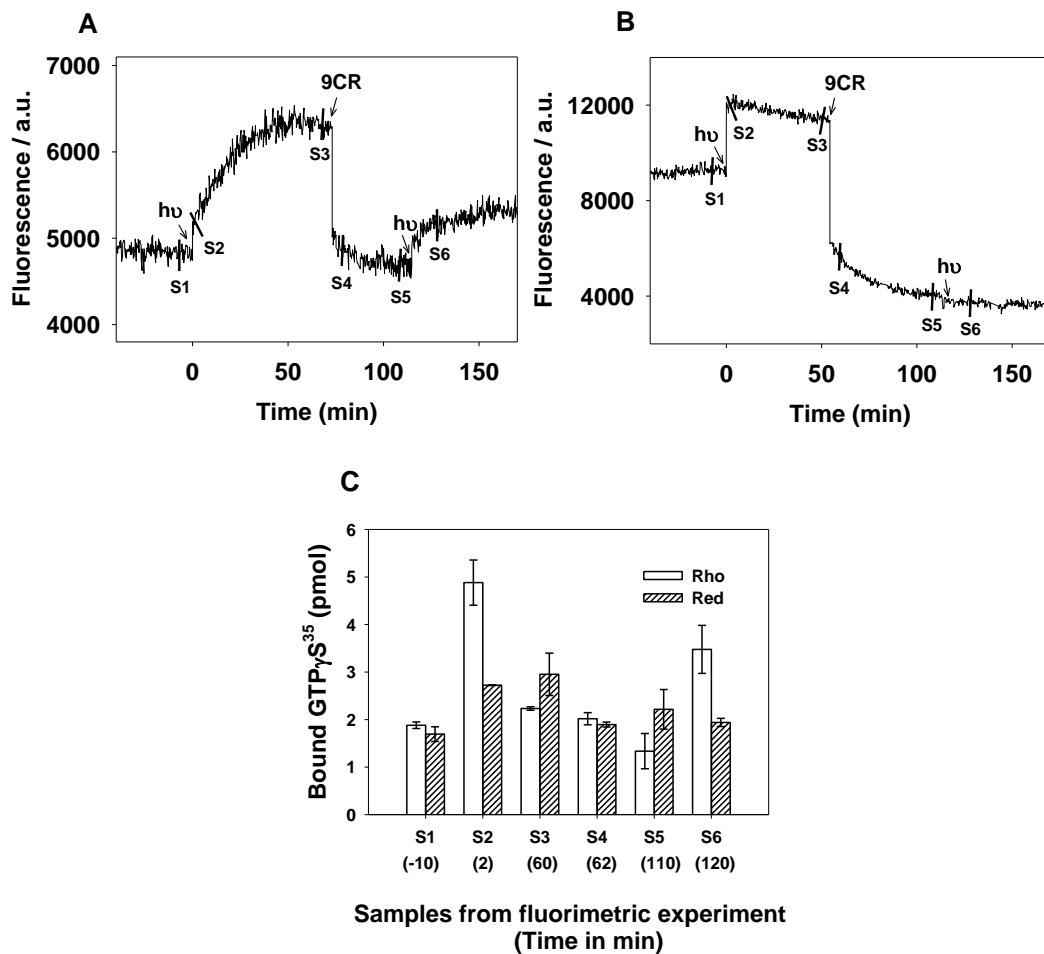 A
Fluorescence / a.u.
7000
6000
5000
4000
9CR
S3
hυ
S2
S1
hυ
S4
S5
S6
0 50 100 150
Time (min)
B
Fluorescence / a.u.
12000
8000
4000
9CR
hυ
S2
S3
S1
S4
hυ
S5
S6
0 50 100 150
Time (min)
C
Bound GTPγS35 (pmol)
6
5
4
3
2
1
0
Rho
Red
S1 S2 S3 S4 S5 S6
(-10) (2) (60) (62) (110) (120)
Samples from fluorimetric experiment
(Time in min)